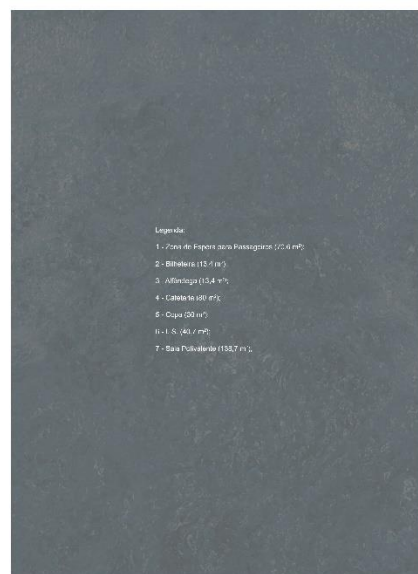 Legenda:
1 - Zona de Espera para Passageiros (70,6 m²);
2 - Bilheteira (13,4 m²)
3 - Alfândega (13,4 m²);
4 - Cafetaria (80 m²);
5 - Copa (30 m²)
6 - I. S. (40,7 m²);
7 - Sala Polivalente (138,7 m²);